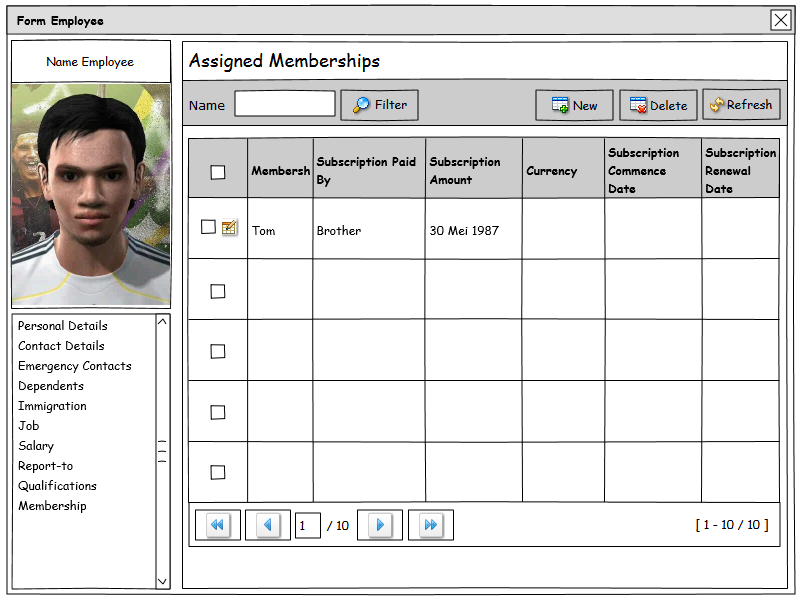 Form Employee
Name Employee
Assigned Memberships
Name
Filter
New
Delete
Refresh
Membersh
Subscription Paid
By
Subscription
Amount
Currency
Subscription
Commence
Date
Subscription
Renewal
Date
Tom
Brother
30 Mei 1987
Personal Details
Contact Details
Emergency Contacts
Dependents
Immigration
Job
Salary
Report-to
Qualifications
Membership
1 / 10
[ 1 - 10 / 10 ]